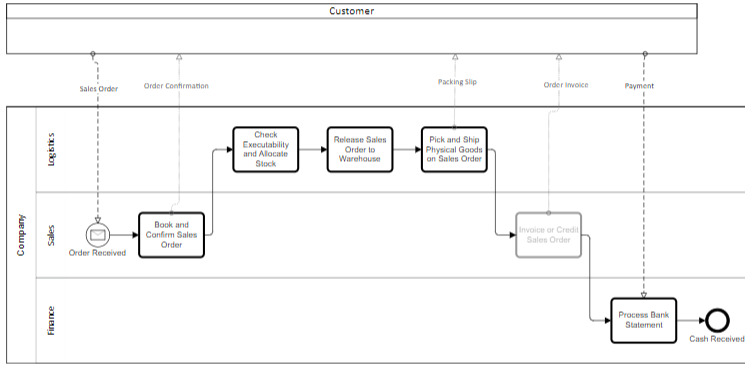 Customer
Sales Order
Order Confirmation
Packing Slip
Order Invoice
Payment
Company
Logistics
Check
Executability
and Allocate
Stock
Release Sales
Order to
Warehouse
Pick and Ship
Physical Goods
on Sales Order
Sales
Order Received
Book and
Confirm Sales
Order
Invoice or Credit
Sales Order
Finance
Process Bank
Statement
Cash Received